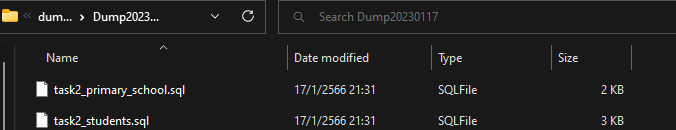 dum... Dump2023... Search Dump20230117
Name Date modified Type Size
task2_primary_school.sql 17/1/2566 21:31 SQLFile 2 KB
task2_students.sql 17/1/2566 21:31 SQLFile 3 KB